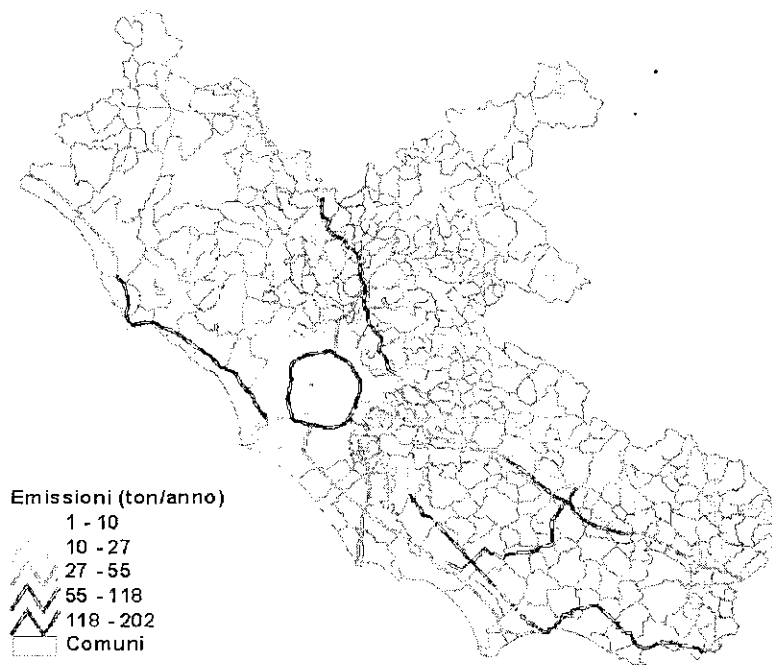 Emissioni (ton/anno)
1 - 10
10 - 27
27 - 55
55 - 118
118 - 202
Comuni